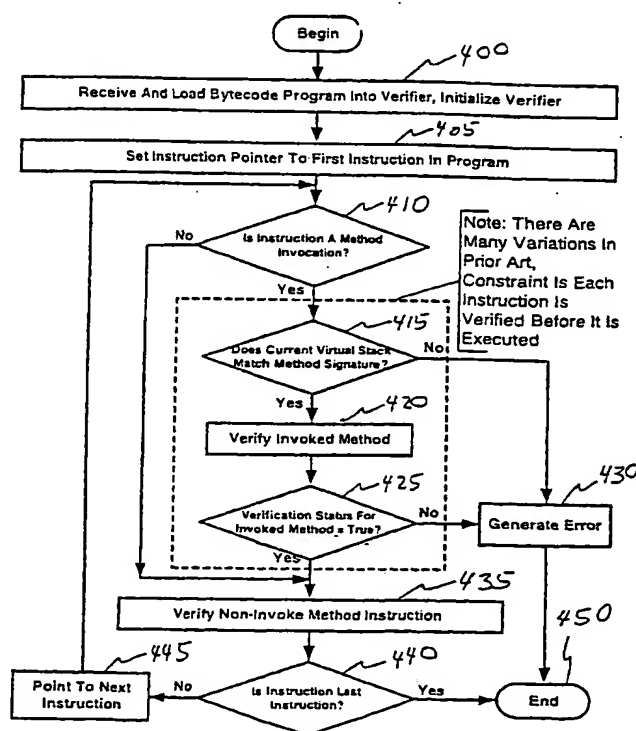 Begin
400
Receive And Load Bytecode Program Into Verifier, Initialize Verifier
405
Set Instruction Pointer To First Instruction In Program
410
No
Is Instruction A Method
Invocation?
Yes
Note: There Are
Many Variations In
Prior Art,
Constraint Is Each
Instruction Is
Verified Before It Is
Executed
415
Does Current Virtual Stack
Match Method Signature?
No
Yes
420
Verify Invoked Method
425
Verification Status For
Invoked Method = True?
No
Yes
430
Generate Error
435
Verify Non-Invoke Method Instruction
445
Point To Next
Instruction
No
440
Is Instruction Last
Instruction?
Yes
450
End